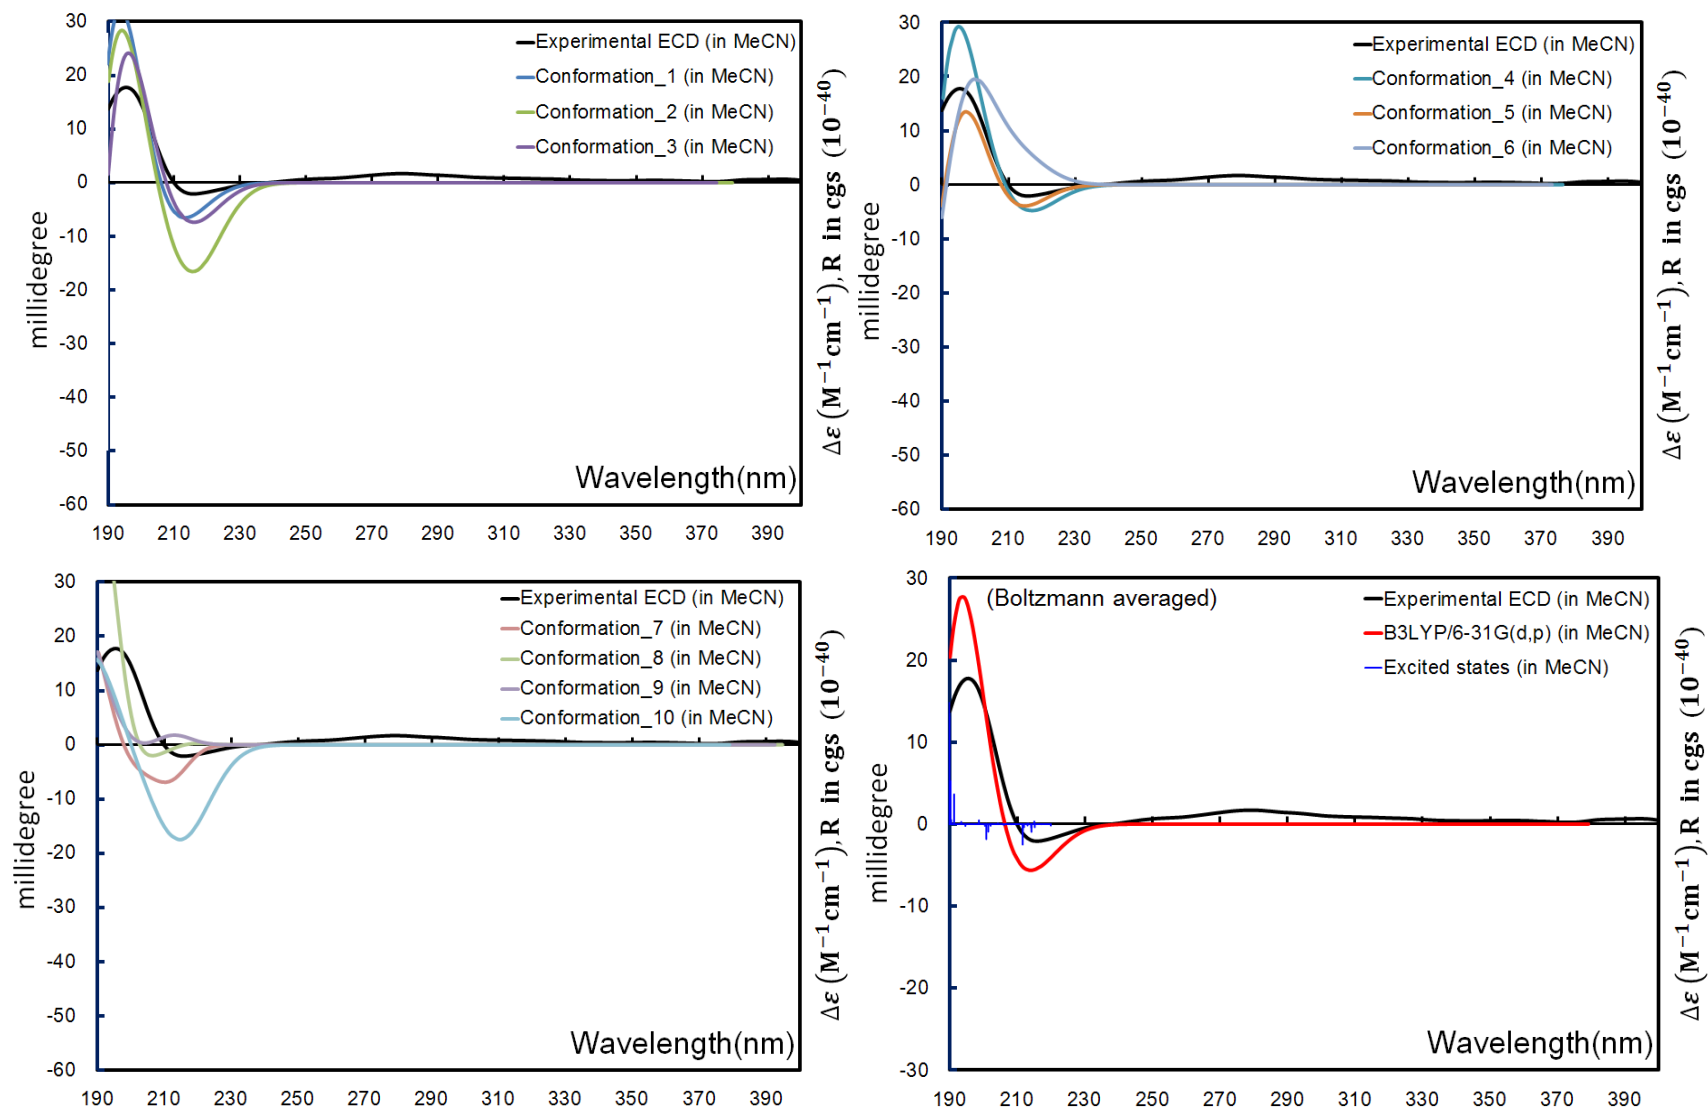 30
20
10
0
-10
-20
-30
-40
-50
-60
millidegree
Experimental ECD (in MeCN)
Conformation_1 (in MeCN)
Conformation_2 (in MeCN)
Conformation_3 (in MeCN)
Wavelength(nm)
190 210 230 250 270 290 310 330 350 370 390
Δε (M⁻¹cm⁻¹),R in cgs (10⁻⁴⁰)
30
20
10
0
-10
-20
-30
-40
-50
-60
millidegree
Experimental ECD (in MeCN)
Conformation_4 (in MeCN)
Conformation_5 (in MeCN)
Conformation_6 (in MeCN)
Wavelength(nm)
190 210 230 250 270 290 310 330 350 370 390
Δε (M⁻¹cm⁻¹),R in cgs (10⁻⁴⁰)
30
20
10
0
-10
-20
-30
-40
-50
-60
millidegree
Experimental ECD (in MeCN)
Conformation_7 (in MeCN)
Conformation_8 (in MeCN)
Conformation_9 (in MeCN)
Conformation_10 (in MeCN)
Wavelength(nm)
190 210 230 250 270 290 310 330 350 370 390
Δε (M⁻¹cm⁻¹),R in cgs (10⁻⁴⁰)
30
20
10
0
-10
-20
-30
millidegree
(Boltzmann averaged)
Experimental ECD (in MeCN)
B3LYP/6-31G(d,p) (in MeCN)
Excited states (in MeCN)
Wavelength(nm)
190 210 230 250 270 290 310 330 350 370 390
Δε (M⁻¹cm⁻¹),R in cgs (10⁻⁴⁰)